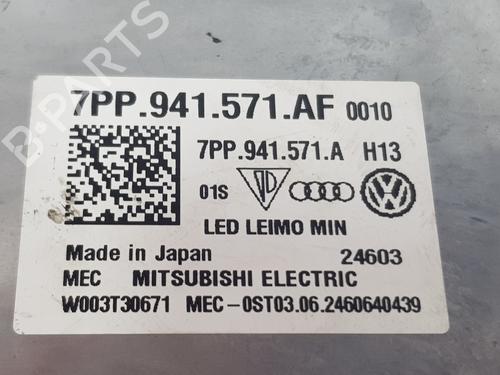 7PP.941.571.AF 0010
7PP.941.571.A H13
01S
LED LEIMO MIN
Made in Japan 24603
MEC MITSUBISHI ELECTRIC
W003T30671 MEC-0ST03.06.2460640439
B-PARTS